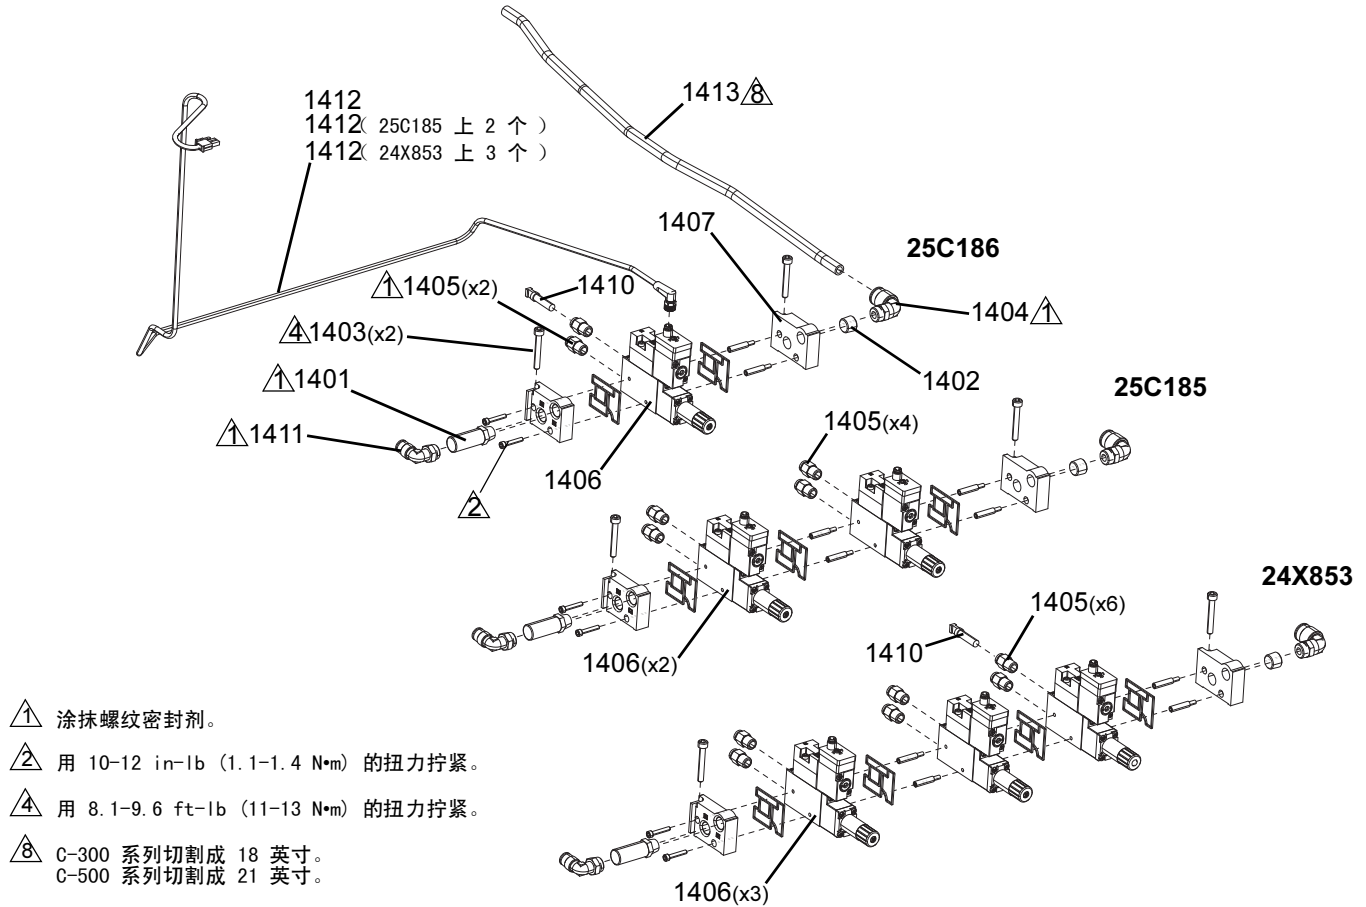 1412
1412( 25C185 上 2 个 )
1412( 24X853 上 3 个 )
1413 8
1407
25C186
1 1405(x2)
1410
1404 1
4 1403(x2)
1402
1 1401
25C185
1405(x4)
1 1411
1406
2
24X853
1405(x6)
1410
1406(x2)
1 涂抹螺纹密封剂。
2 用 10-12 in-lb (1.1-1.4 N•m) 的扭力拧紧。
4 用 8.1-9.6 ft-lb (11-13 N•m) 的扭力拧紧。
8 C-300 系列切割成 18 英寸。
C-500 系列切割成 21 英寸。
1406(x3)